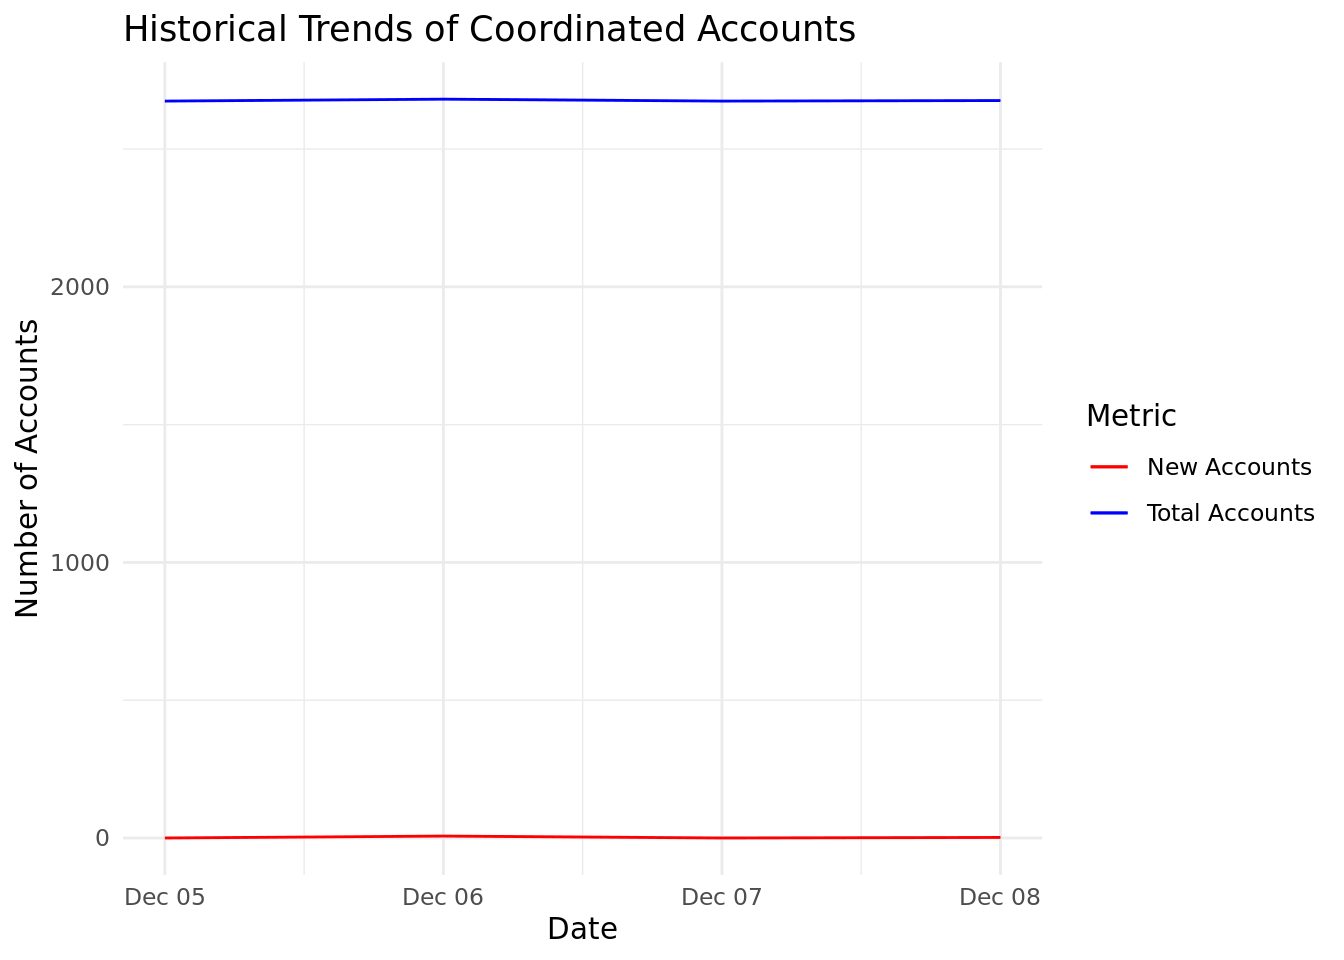 Historical Trends of Coordinated Accounts
Number of Accounts
2000
1000
0
Dec 05
Dec 06
Dec 07
Dec 08
Date
Metric
New Accounts
Total Accounts